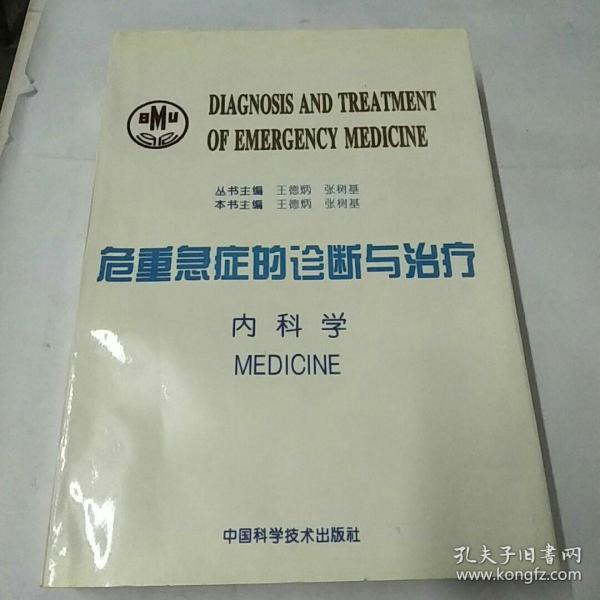 BMU
DIAGNOSIS AND TREATMENT
OF EMERGENCY MEDICINE
丛书主编 王德炳 张树基
本书主编 王德炳 张树基
危重急症的诊断与治疗
内科学
MEDICINE
中国科学技术出版社
孔夫子旧书网
www.kongfz.com